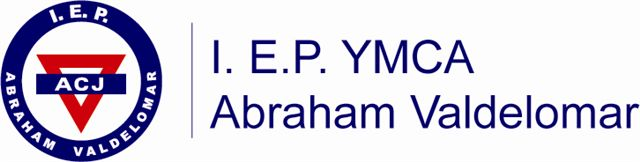 I. E. P.
ACJ
ABRAHAM VALDELOMAR
I. E.P. YMCA
Abraham Valdelomar